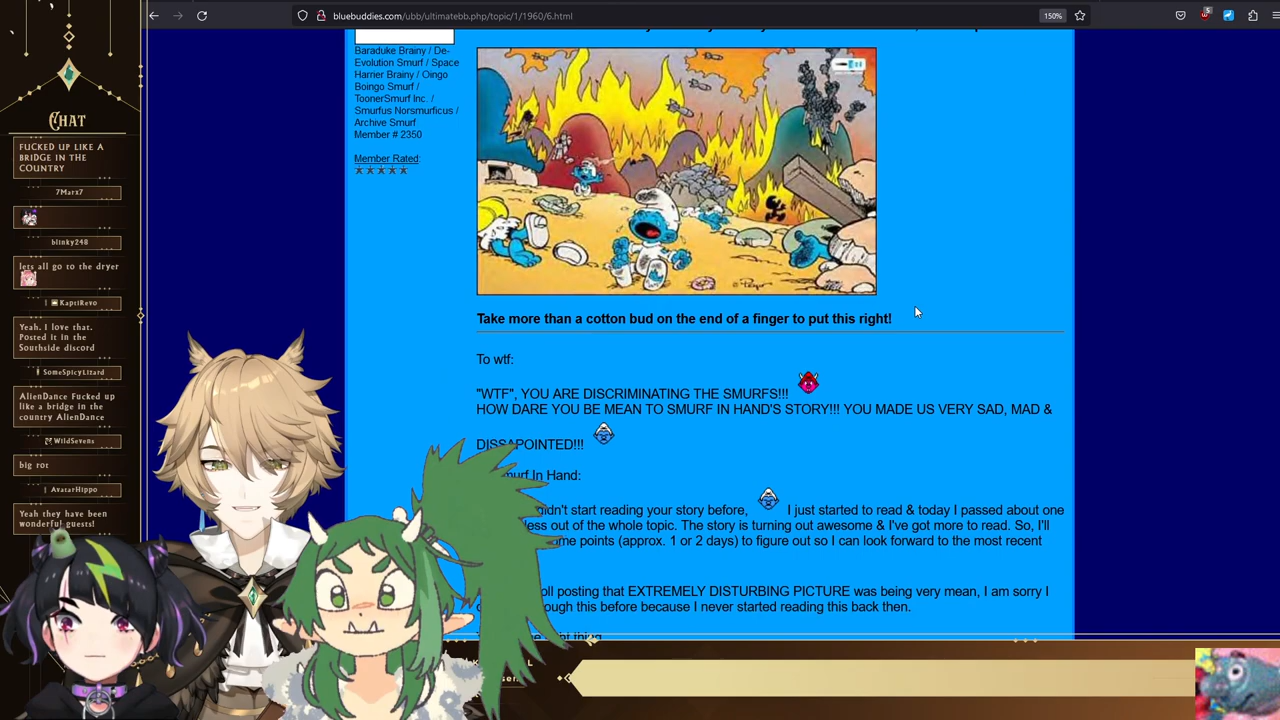 bluebuddies.com/ubb/ultimatebb.php/topic/1/1960/6.html
150%
5
CHAT
FUCKED UP LIKE A
BRIDGE IN THE
COUNTRY
7Marx7
blinky248
lets all go to the dryer
KaptiRevo
Yeah. I love that.
Posted it in the
Southside discord
SomeSpicyLizard
AlienDance Fucked up
like a bridge in the
country AlienDance
WildSevens
big rot
AvatarHippo
Yeah they have been
wonderful guests!
Baraduke Brainy / De-
Evolution Smurf / Space
Harrier Brainy / Oingo
Boingo Smurf /
ToonerSmurf Inc. /
Smurfus Norsmurficus /
Archive Smurf
Member # 2350
Member Rated:
© Peyo
Take more than a cotton bud on the end of a finger to put this right!
To wtf:
"WTF", YOU ARE DISCRIMINATING THE SMURFS!!!
HOW DARE YOU BE MEAN TO SMURF IN HAND'S STORY!!! YOU MADE US VERY SAD, MAD &
DISSAPOINTED!!!
In Hand:
didn't start reading your story before, I just started to read & today I passed about one
less out of the whole topic. The story is turning out awesome & I've got more to read. So, I'll
points (approx. 1 or 2 days) to figure out so I can look forward to the most recent
posting that EXTREMELY DISTURBING PICTURE was being very mean, I am sorry I
through this before because I never started reading this back then.
thing